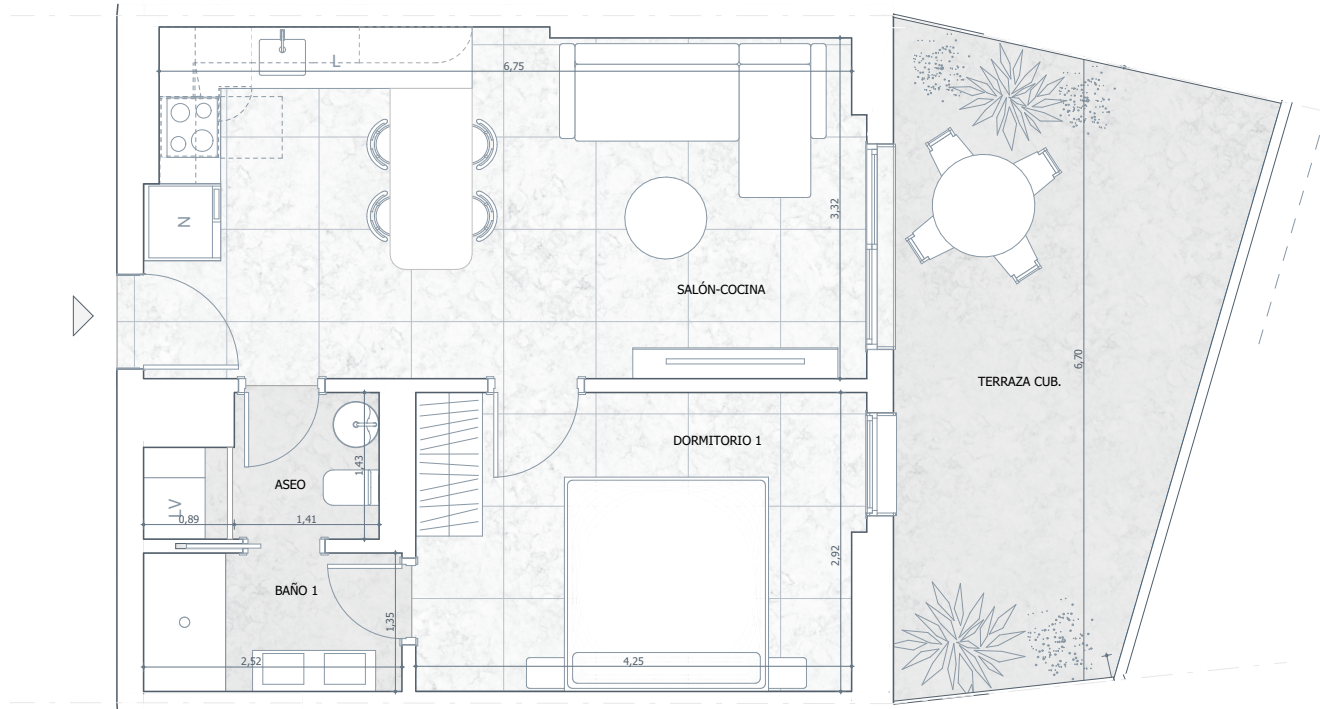 L
6,75
N
3,32
SALÓN-COCINA
6,70
TERRAZA CUB.
DORMITORIO 1
1,43
ASEO
LV
0,89
1,41
2,92
BAÑO 1
1,35
2,52
4,25